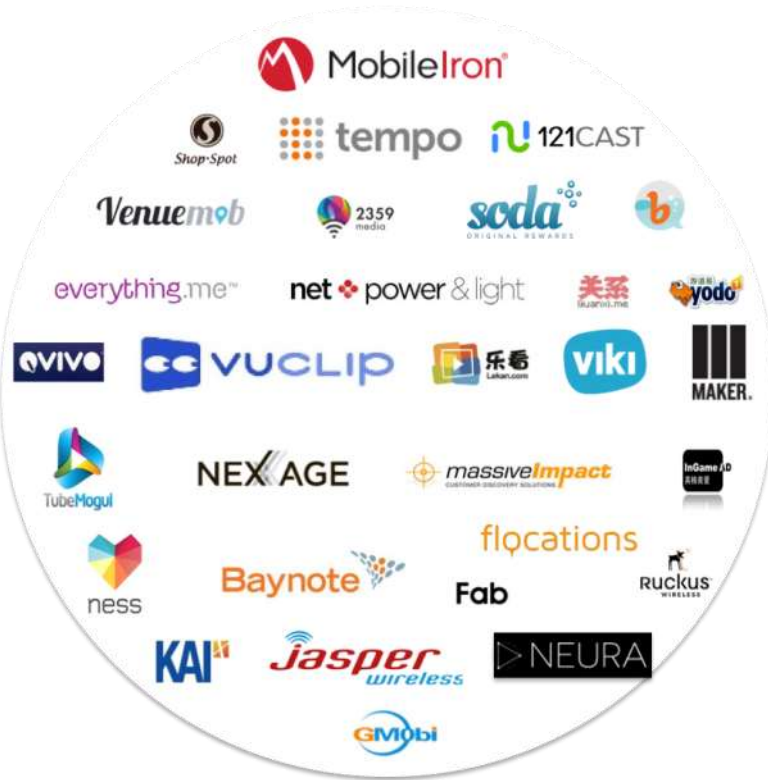 MobileIron®
Shop·Spot
tempo
121CAST
Venuemob
2359
media
soda
ORIGINAL REWARDS
b
everything.me™
net power & light
关系
(guanxi).me
yodo1
QVIVO
VUCLIP
乐看
Lekan.com
viki
MAKER.
TubeMogul
NEXAGE
massiveImpact
CUSTOMER DISCOVERY SOLUTIONS
InGame AD
flocations
ness
Baynote
Fab
RUCKUS
WIRELESS
KAI
Jasper
wireless
NEURA
GMobi